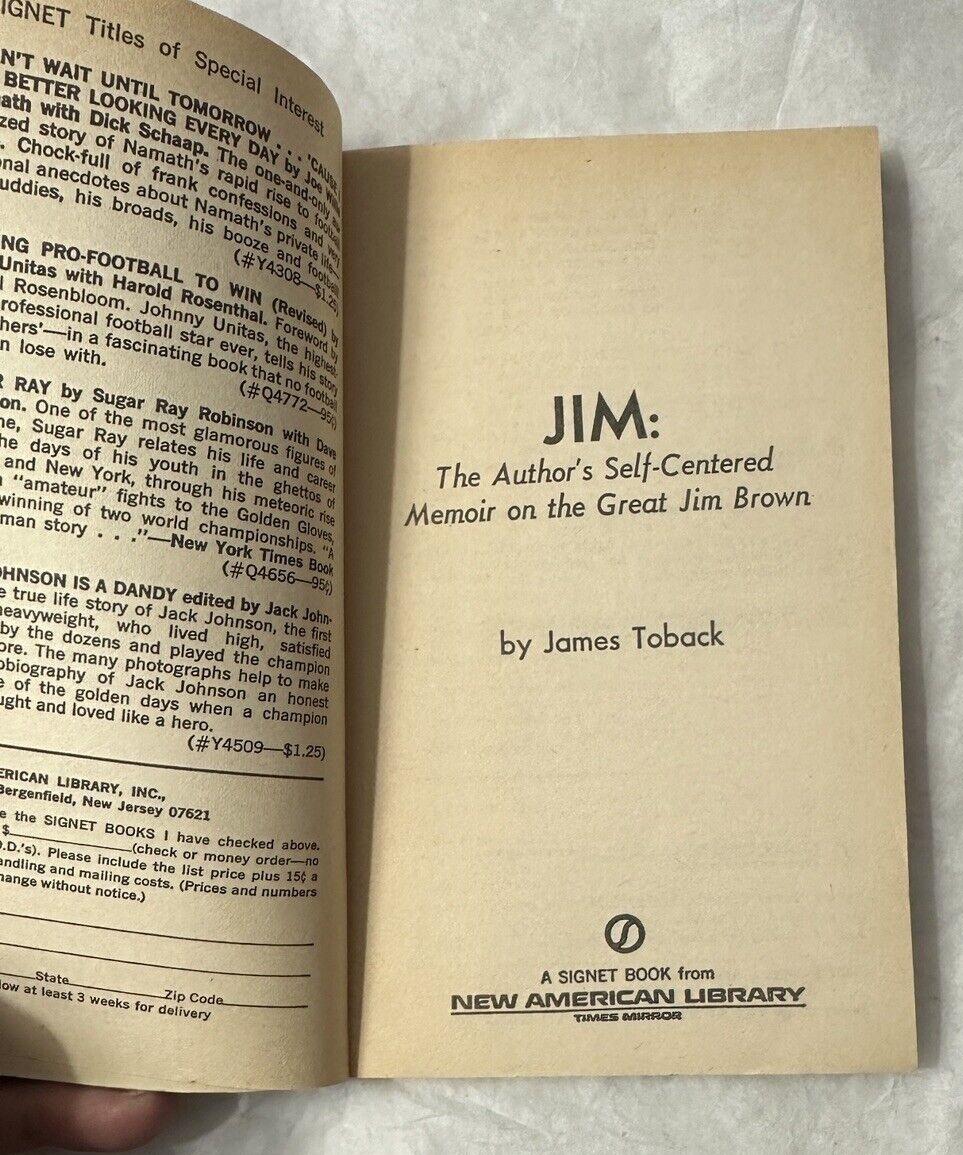 SIGNET Titles of Special Interest
N'T WAIT UNTIL TOMORROW . . . 'CAUSE I
BETTER LOOKING EVERY DAY by Joe Willie
ath with Dick Schaap. The one-and-only au
zed story of Namath's rapid rise to football
. Chock-full of frank confessions and very
onal anecdotes about Namath's private life—
uddies, his broads, his booze and football
(#Y4308—$1.25)
NG PRO-FOOTBALL TO WIN (Revised) by
Unitas with Harold Rosenthal. Foreword by
l Rosenbloom. Johnny Unitas, the highest-
rofessional football star ever, tells his story
hers'—in a fascinating book that no football
n lose with.
(#Q4772—95¢)
R RAY by Sugar Ray Robinson with Dave
on. One of the most glamorous figures of
ne, Sugar Ray relates his life and career
he days of his youth in the ghettos of
and New York, through his meteoric rise
"amateur" fights to the Golden Gloves,
winning of two world championships. "A
man story . . ."—New York Times Book
(#Q4656—95¢)
OHNSON IS A DANDY edited by Jack John-
e true life story of Jack Johnson, the first
heavyweight, who lived high, satisfied
by the dozens and played the champion
ore. The many photographs help to make
obiography of Jack Johnson an honest
e of the golden days when a champion
ught and loved like a hero.
(#Y4509—$1.25)
ERICAN LIBRARY, INC.,
Bergenfield, New Jersey 07621
e the SIGNET BOOKS I have checked above.
$ (check or money order—no
O.D.'s). Please include the list price plus 15¢ a
andling and mailing costs. (Prices and numbers
hange without notice.)
State Zip Code
low at least 3 weeks for delivery
JIM:
The Author's Self-Centered
Memoir on the Great Jim Brown
by James Toback
A SIGNET BOOK from
NEW AMERICAN LIBRARY
TIMES MIRROR